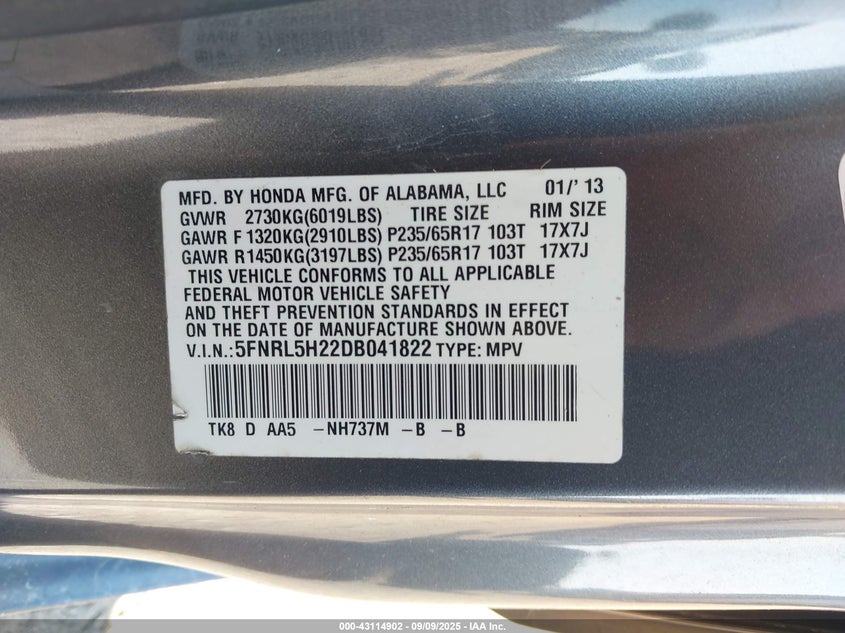 MFD. BY HONDA MFG. OF ALABAMA, LLC 01/'13
GVWR 2730KG(6019LBS) TIRE SIZE RIM SIZE
GAWR F 1320KG(2910LBS) P235/65R17 103T 17X7J
GAWR R 1450KG(3197LBS) P235/65R17 103T 17X7J
THIS VEHICLE CONFORMS TO ALL APPLICABLE
FEDERAL MOTOR VEHICLE SAFETY
AND THEFT PREVENTION STANDARDS IN EFFECT
ON THE DATE OF MANUFACTURE SHOWN ABOVE.
V.I.N.:5FNRL5H22DB041822 TYPE: MPV
TK8 D AA5 -NH737M -B -B
000-43114902 - 09/09/2025 - IAA Inc.